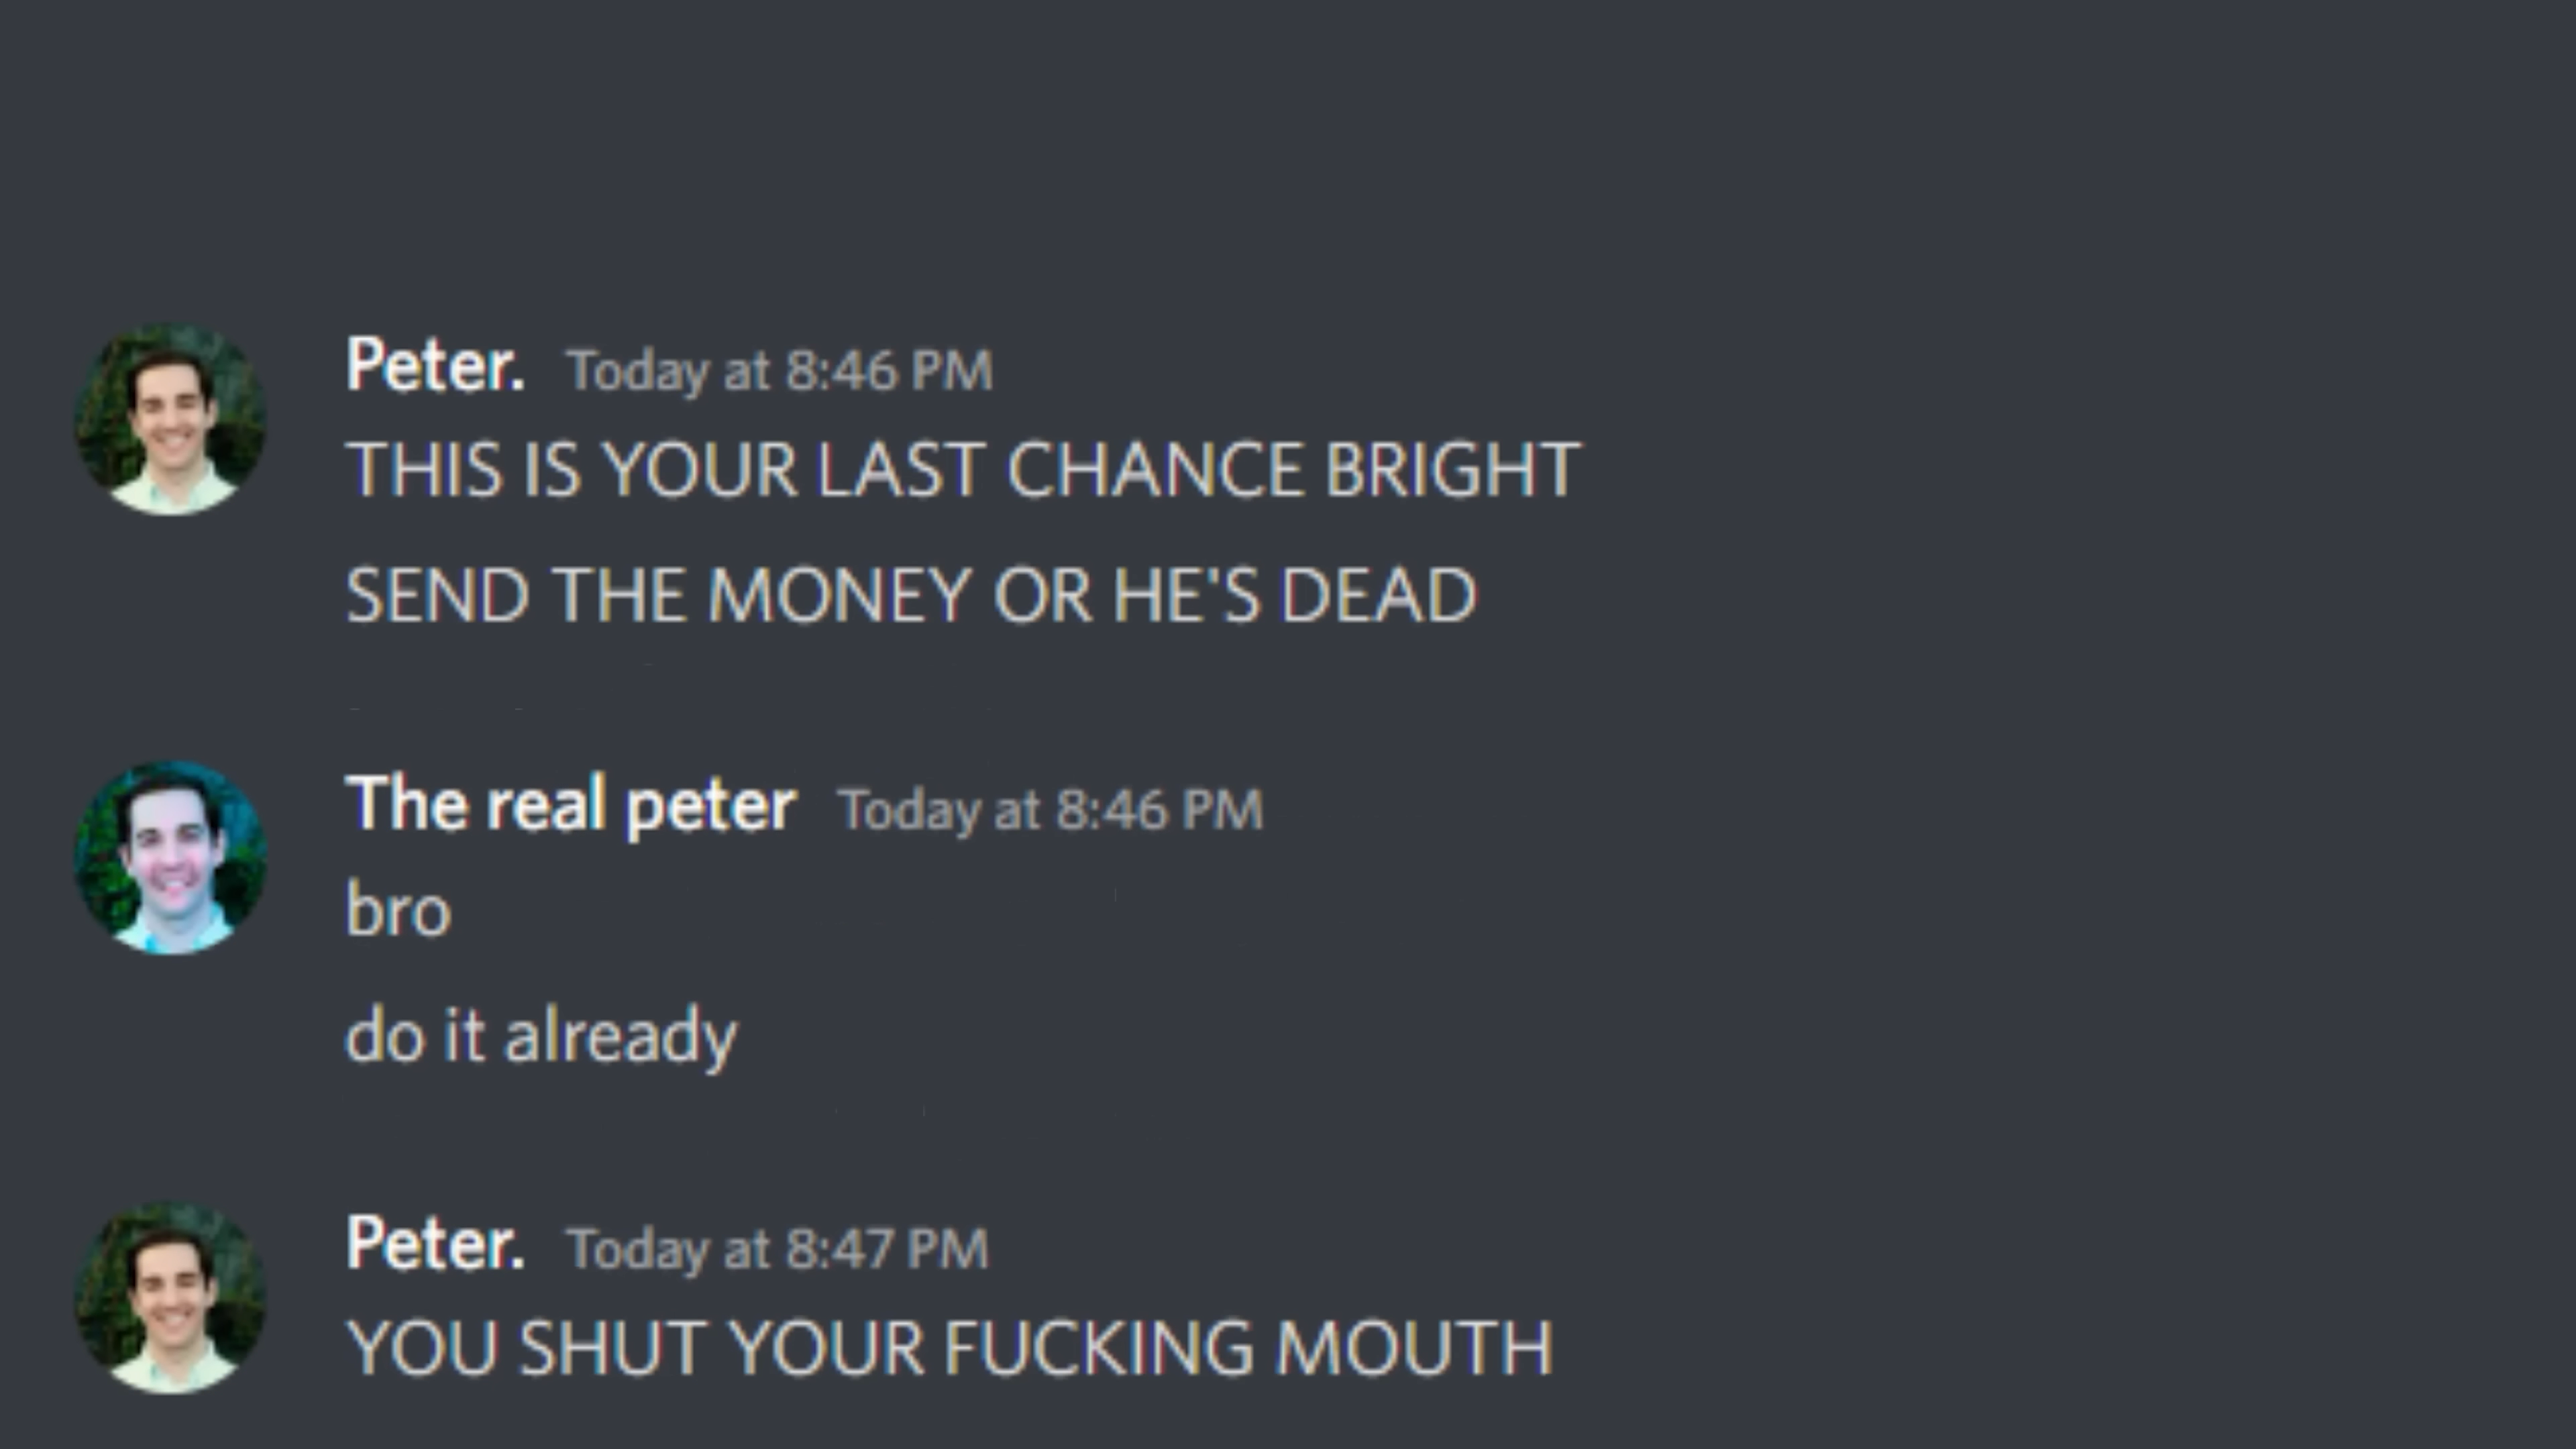 Peter. Today at 8:46 PM
THIS IS YOUR LAST CHANCE BRIGHT
SEND THE MONEY OR HE'S DEAD
The real peter Today at 8:46 PM
bro
do it already
Peter. Today at 8:47 PM
YOU SHUT YOUR FUCKING MOUTH